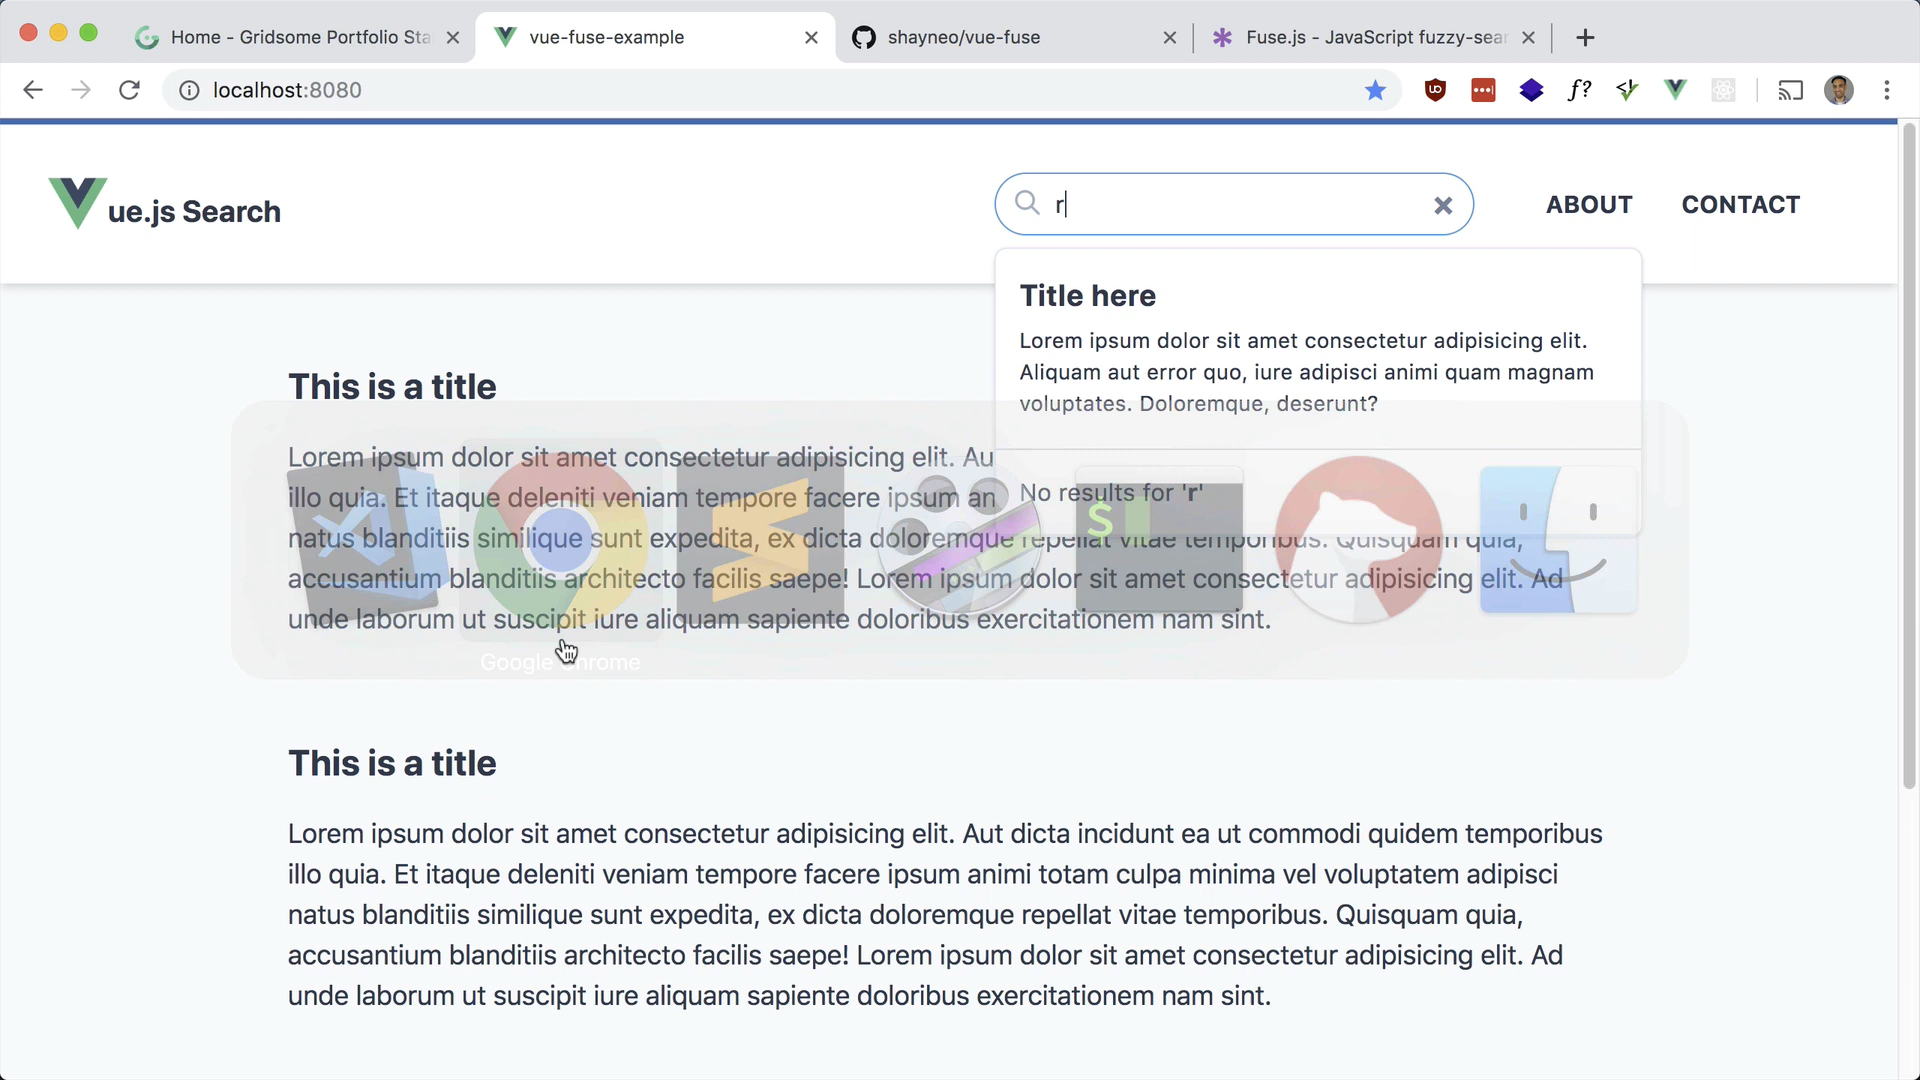 Home - Gridsome Portfolio Sta
vue-fuse-example
shayneo/vue-fuse
Fuse.js - JavaScript fuzzy-sear
localhost:8080
f?
ue.js Search
r
ABOUT
CONTACT
Title here
Lorem ipsum dolor sit amet consectetur adipisicing elit.
Aliquam aut error quo, iure adipisci animi quam magnam
voluptates. Doloremque, deserunt?
No results for 'r'
This is a title
Lorem ipsum dolor sit amet consectetur adipisicing elit. Au
illo quia. Et itaque deleniti veniam tempore facere ipsum an
natus blanditiis similique sunt expedita, ex dicta doloremque repellat vitae temporibus. Quisquam quia,
accusantium blanditiis architecto facilis saepe! Lorem ipsum dolor sit amet consectetur adipisicing elit. Ad
unde laborum ut suscipit iure aliquam sapiente doloribus exercitationem nam sint.
$
Google Chrome
This is a title
Lorem ipsum dolor sit amet consectetur adipisicing elit. Aut dicta incidunt ea ut commodi quidem temporibus
illo quia. Et itaque deleniti veniam tempore facere ipsum animi totam culpa minima vel voluptatem adipisci
natus blanditiis similique sunt expedita, ex dicta doloremque repellat vitae temporibus. Quisquam quia,
accusantium blanditiis architecto facilis saepe! Lorem ipsum dolor sit amet consectetur adipisicing elit. Ad
unde laborum ut suscipit iure aliquam sapiente doloribus exercitationem nam sint.